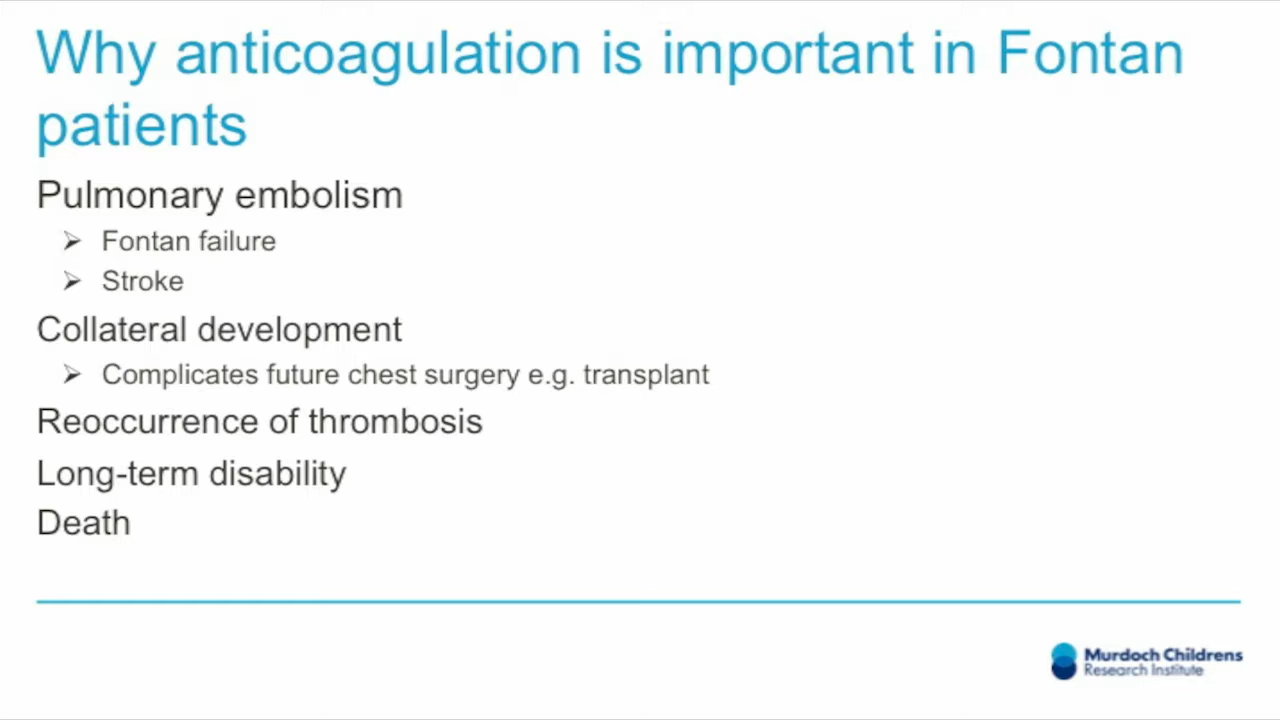 Why anticoagulation is important in Fontan
patients
Pulmonary embolism
➢ Fontan failure
➢ Stroke
Collateral development
➢ Complicates future chest surgery e.g. transplant
Reoccurrence of thrombosis
Long-term disability
Death
Murdoch Childrens
Research Institute